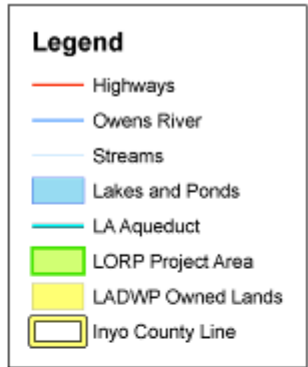 Legend
Highways
Owens River
Streams
Lakes and Ponds
LA Aqueduct
LORP Project Area
LADWP Owned Lands
Inyo County Line